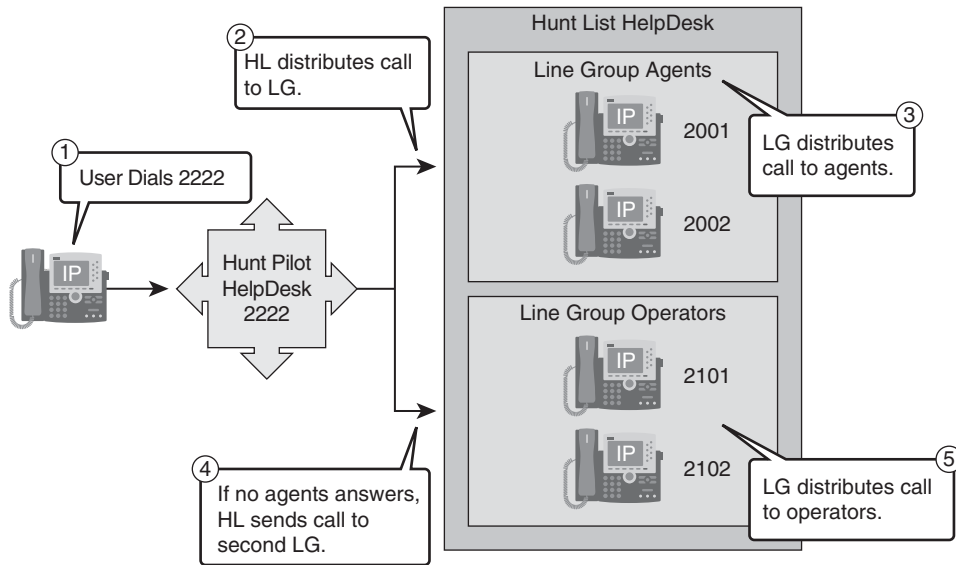 Hunt List HelpDesk
2
HL distributes call
to LG.
Line Group Agents
IP
2001
3
LG distributes
call to agents.
IP
2002
1
User Dials 2222
IP
Hunt Pilot
HelpDesk
2222
Line Group Operators
IP
2101
IP
2102
4
If no agents answers,
HL sends call to
second LG.
5
LG distributes call
to operators.